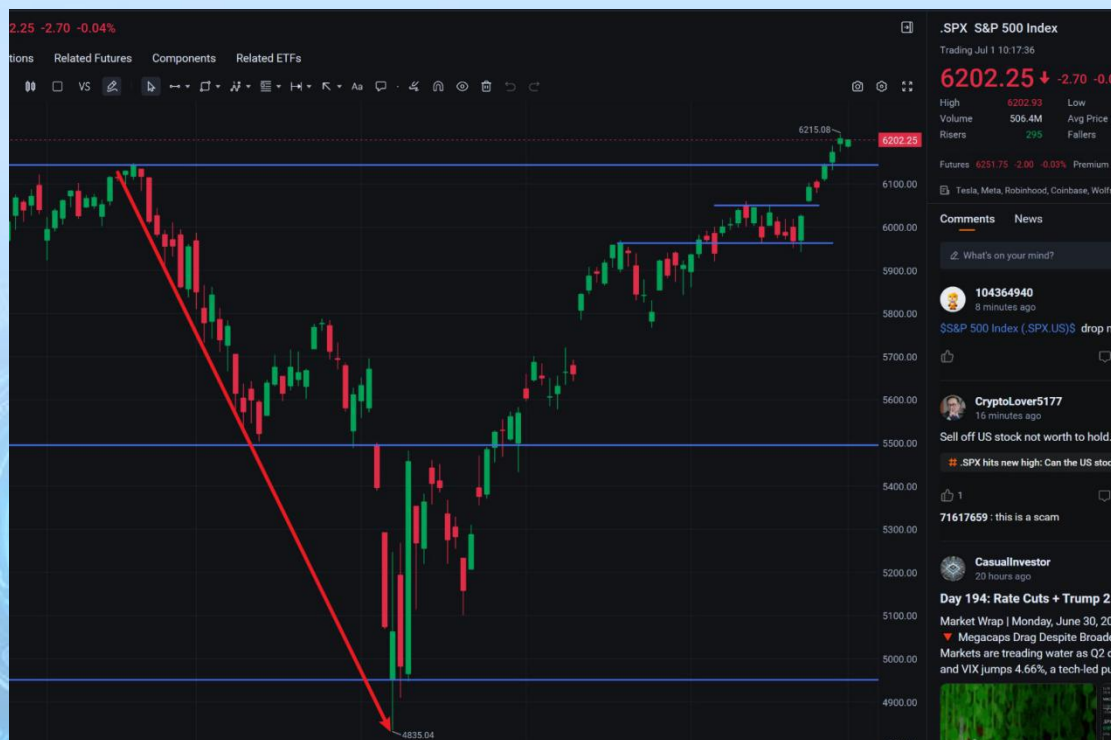 2.25 -2.70 -0.04%
tions Related Futures Components Related ETFs
VS Aa
6215.08
6202.25
6100.00
6000.00
5900.00
5800.00
5700.00
5600.00
5500.00
5400.00
5300.00
5200.00
5100.00
5000.00
4900.00
4835.04
.SPX S&P 500 Index
Trading Jul 1 10:17:36
6202.25 -2.70 -0.0
High 6202.93 Low
Volume 506.4M Avg Price
Risers 295 Fallers
Futures 6251.75 -2.00 -0.03% Premium
Tesla, Meta, Robinhood, Coinbase, Wolfs
Comments News
What's on your mind?
104364940
8 minutes ago
$S&P 500 Index (.SPX.US)$ drop
CryptoLover5177
16 minutes ago
Sell off US stock not worth to hold.
# .SPX hits new high: Can the US stoc
1
71617659 : this is a scam
CasualInvestor
20 hours ago
Day 194: Rate Cuts + Trump 2
Market Wrap | Monday, June 30, 20
Megacaps Drag Despite Broade
Markets are treading water as Q2
and VIX jumps 4.66%, a tech-led pu